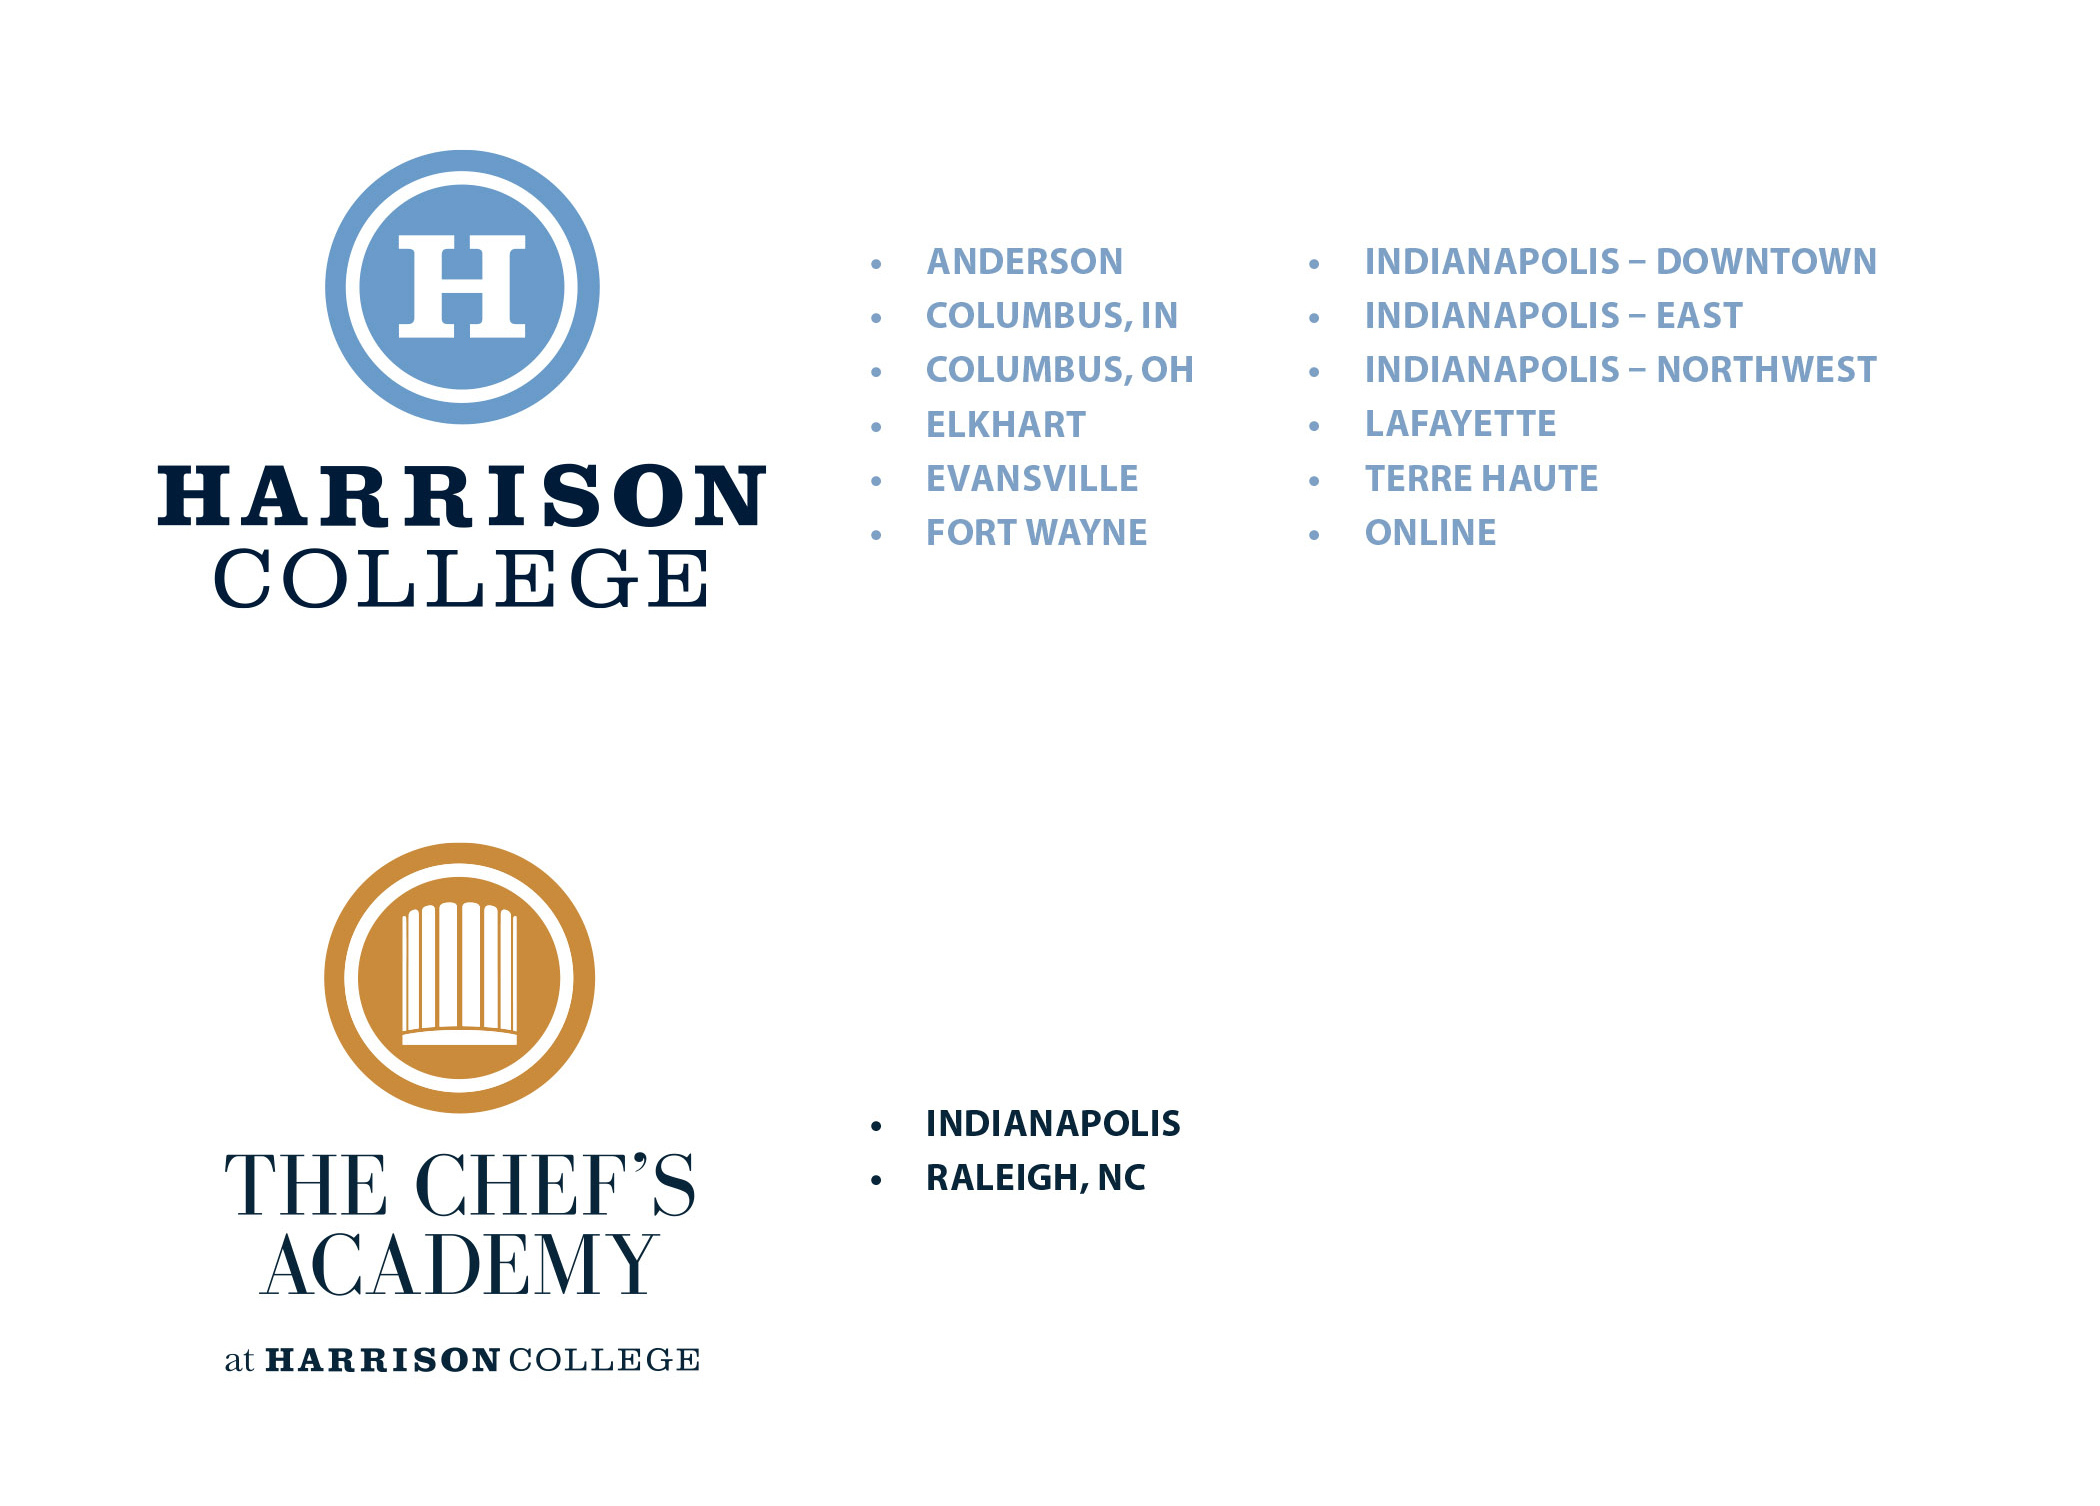 H
HARRISON
COLLEGE
• ANDERSON
• COLUMBUS, IN
• COLUMBUS, OH
• ELKHART
• EVANSVILLE
• FORT WAYNE
• INDIANAPOLIS – DOWNTOWN
• INDIANAPOLIS – EAST
• INDIANAPOLIS – NORTHWEST
• LAFAYETTE
• TERRE HAUTE
• ONLINE
THE CHEF’S
ACADEMY
at HARRISON COLLEGE
• INDIANAPOLIS
• RALEIGH, NC